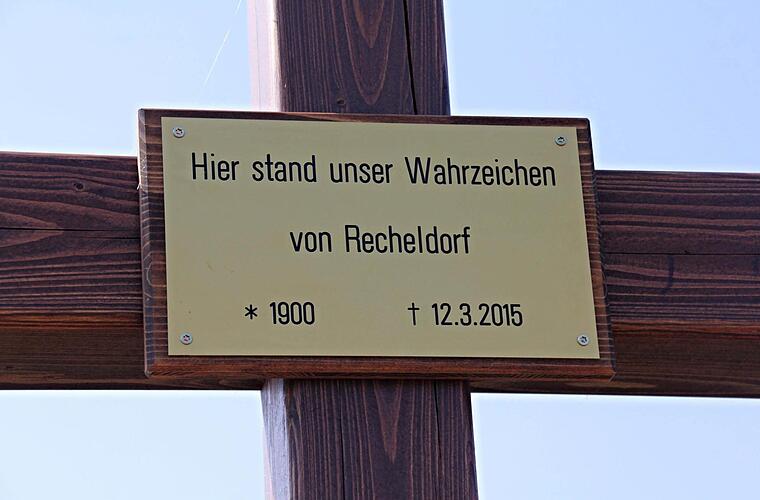 Hier stand unser Wahrzeichen
von Recheldorf
* 1900 † 12.3.2015